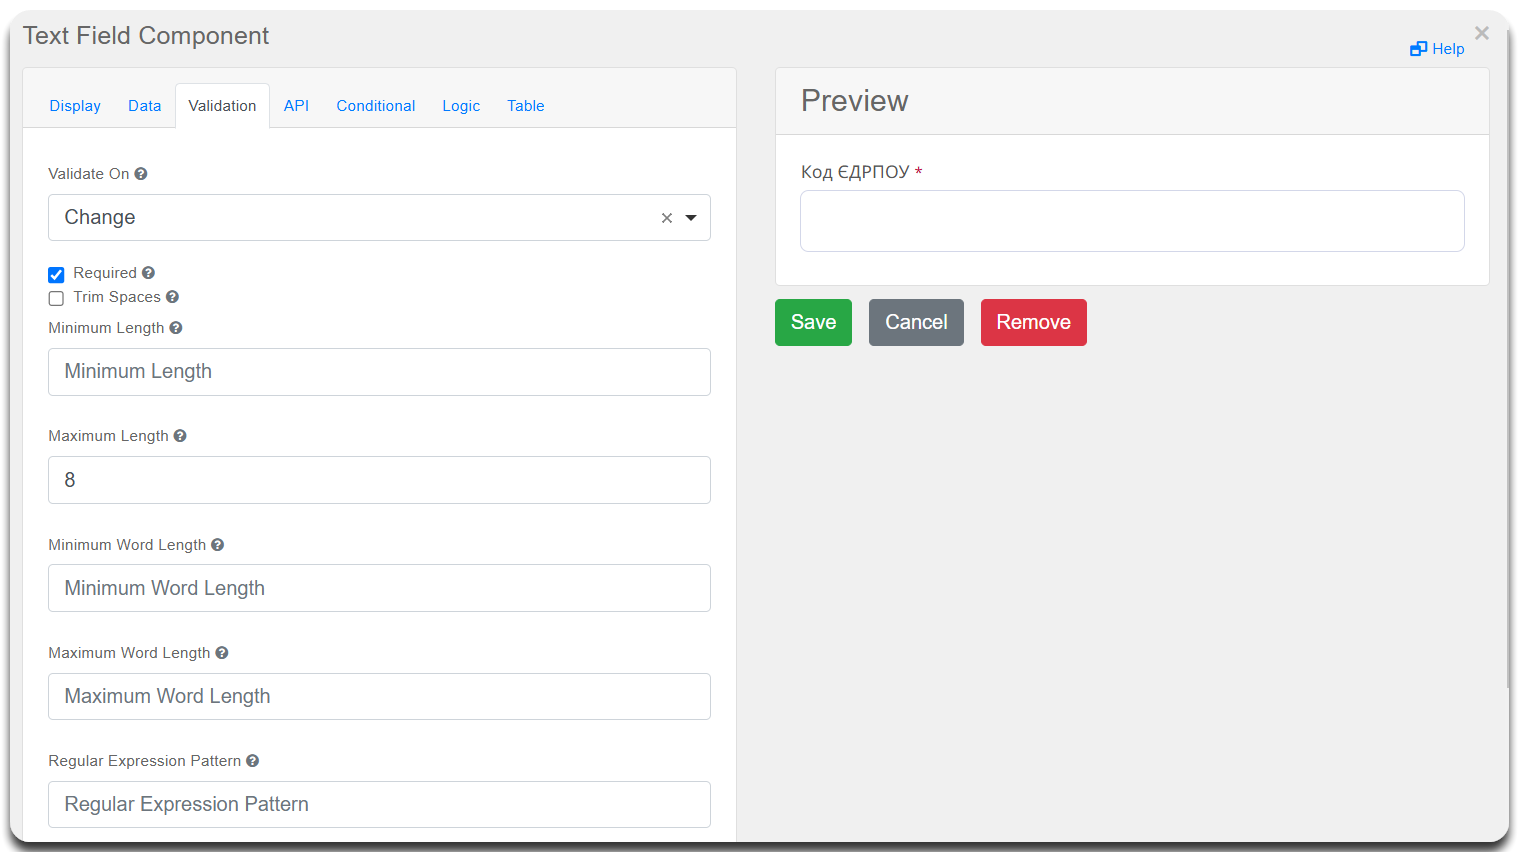 Text Field Component
×
Help
Display Data Validation API Conditional Logic Table
Validate On
Change ×
Required
Trim Spaces
Minimum Length
Minimum Length
Maximum Length
8
Minimum Word Length
Minimum Word Length
Maximum Word Length
Maximum Word Length
Regular Expression Pattern
Regular Expression Pattern
Preview
Код ЄДРПОУ *
Save Cancel Remove